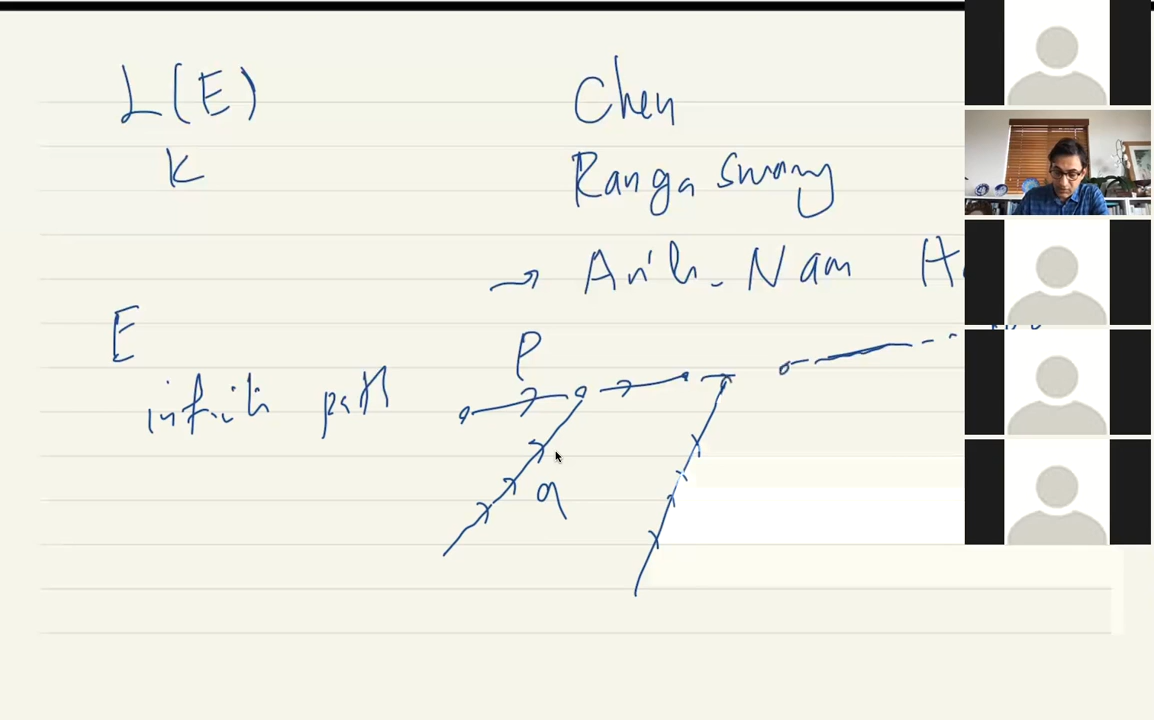 L(E)
K
Chen
Ranga Swamy
→ Anh. Nam
E
infinite path
P
q